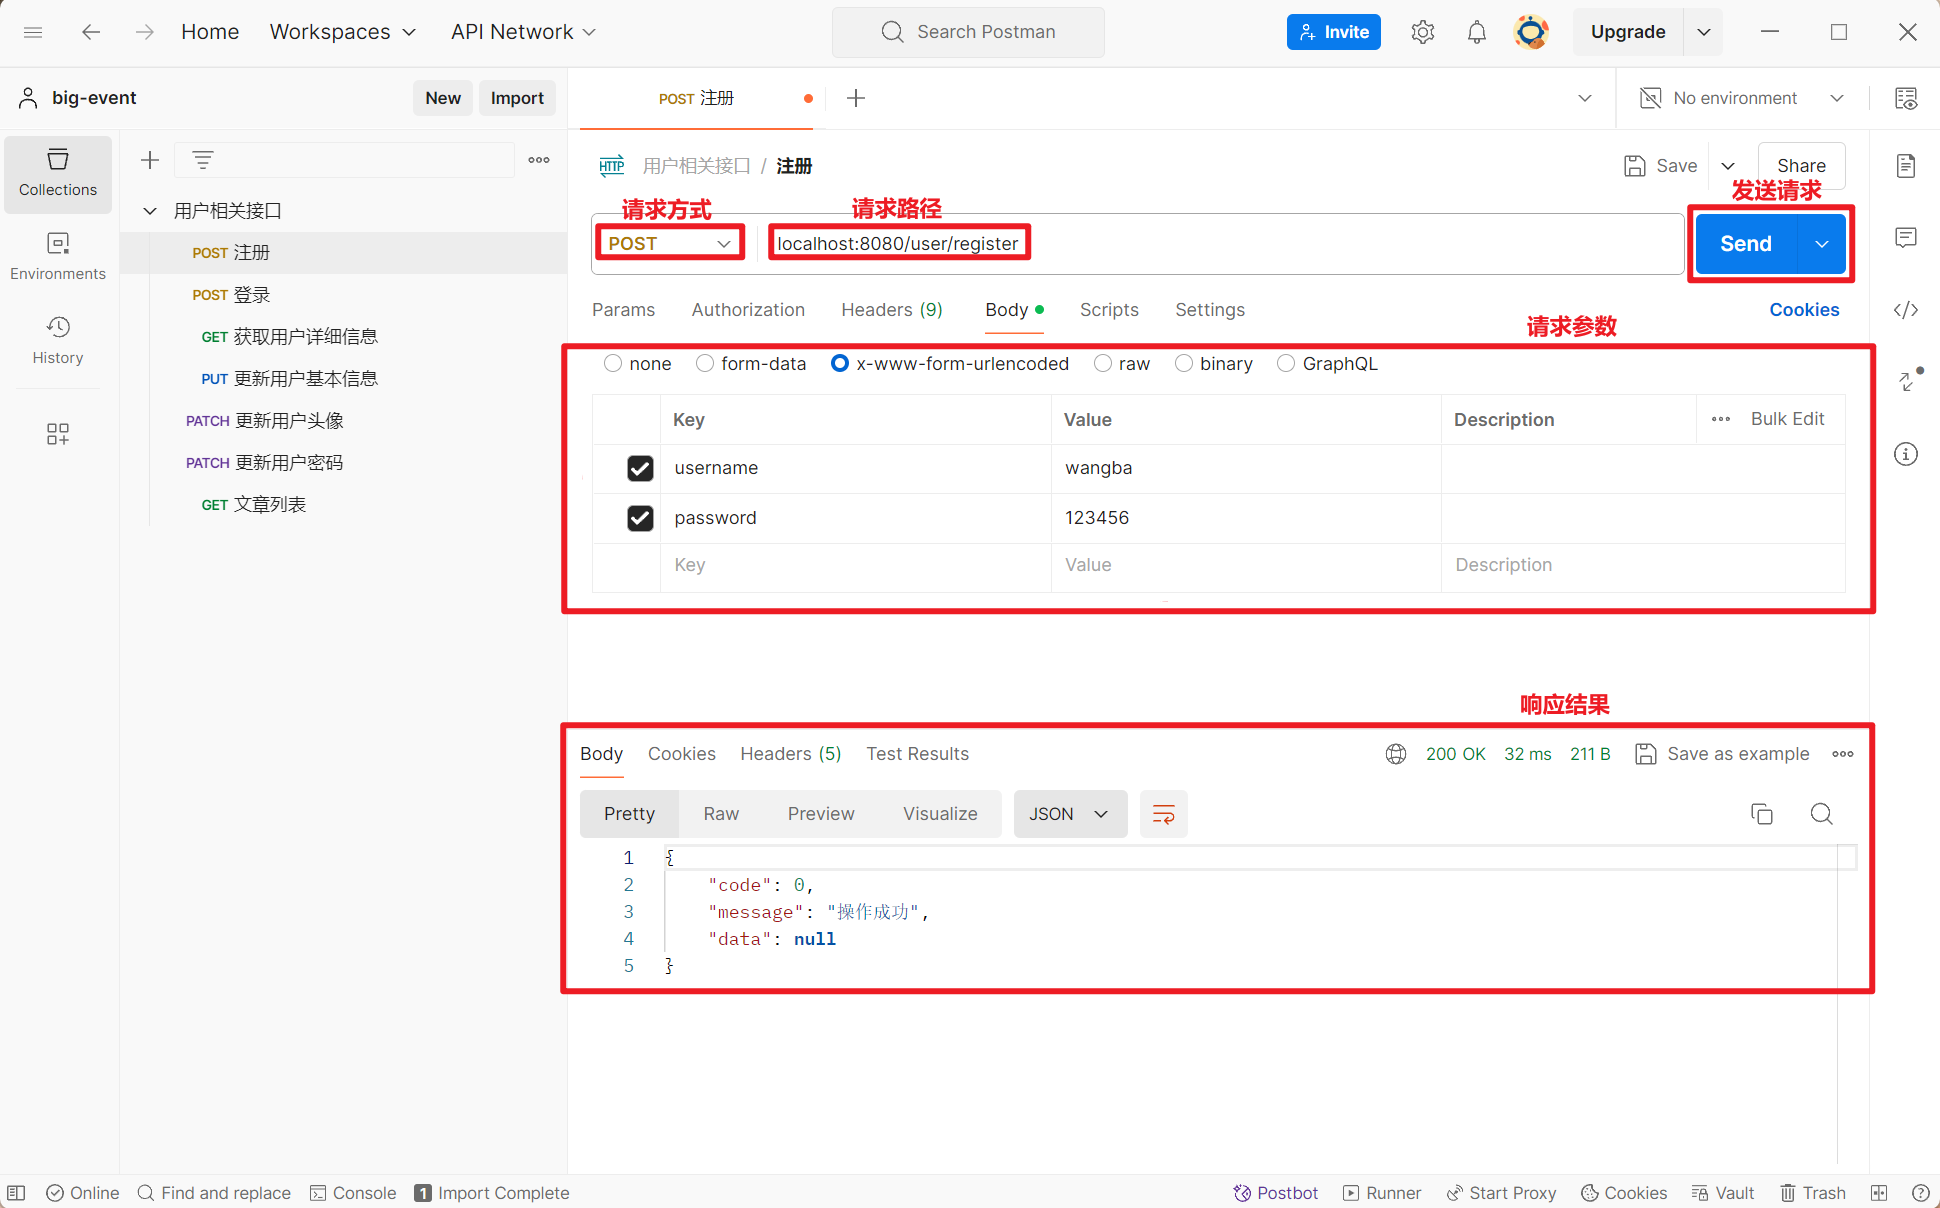 Home Workspaces API Network Search Postman Invite Upgrade
big-event New Import POST 注册 No environment
Collections
Environments
History
用户相关接口
POST 注册
POST 登录
GET 获取用户详细信息
PUT 更新用户基本信息
PATCH 更新用户头像
PATCH 更新用户密码
GET 文章列表
HTTP 用户相关接口 / 注册 Save Share
请求方式 请求路径 发送请求
POST localhost:8080/user/register Send
Params Authorization Headers (9) Body Scripts Settings Cookies
请求参数
none form-data x-www-form-urlencoded raw binary GraphQL
Key Value Description Bulk Edit
username wangba
password 123456
Key Value Description
响应结果
Body Cookies Headers (5) Test Results 200 OK 32 ms 211 B Save as example
Pretty Raw Preview Visualize JSON
1 {
2 "code": 0,
3 "message": "操作成功",
4 "data": null
5 }
Online Find and replace Console 1 Import Complete Postbot Runner Start Proxy Cookies Vault Trash